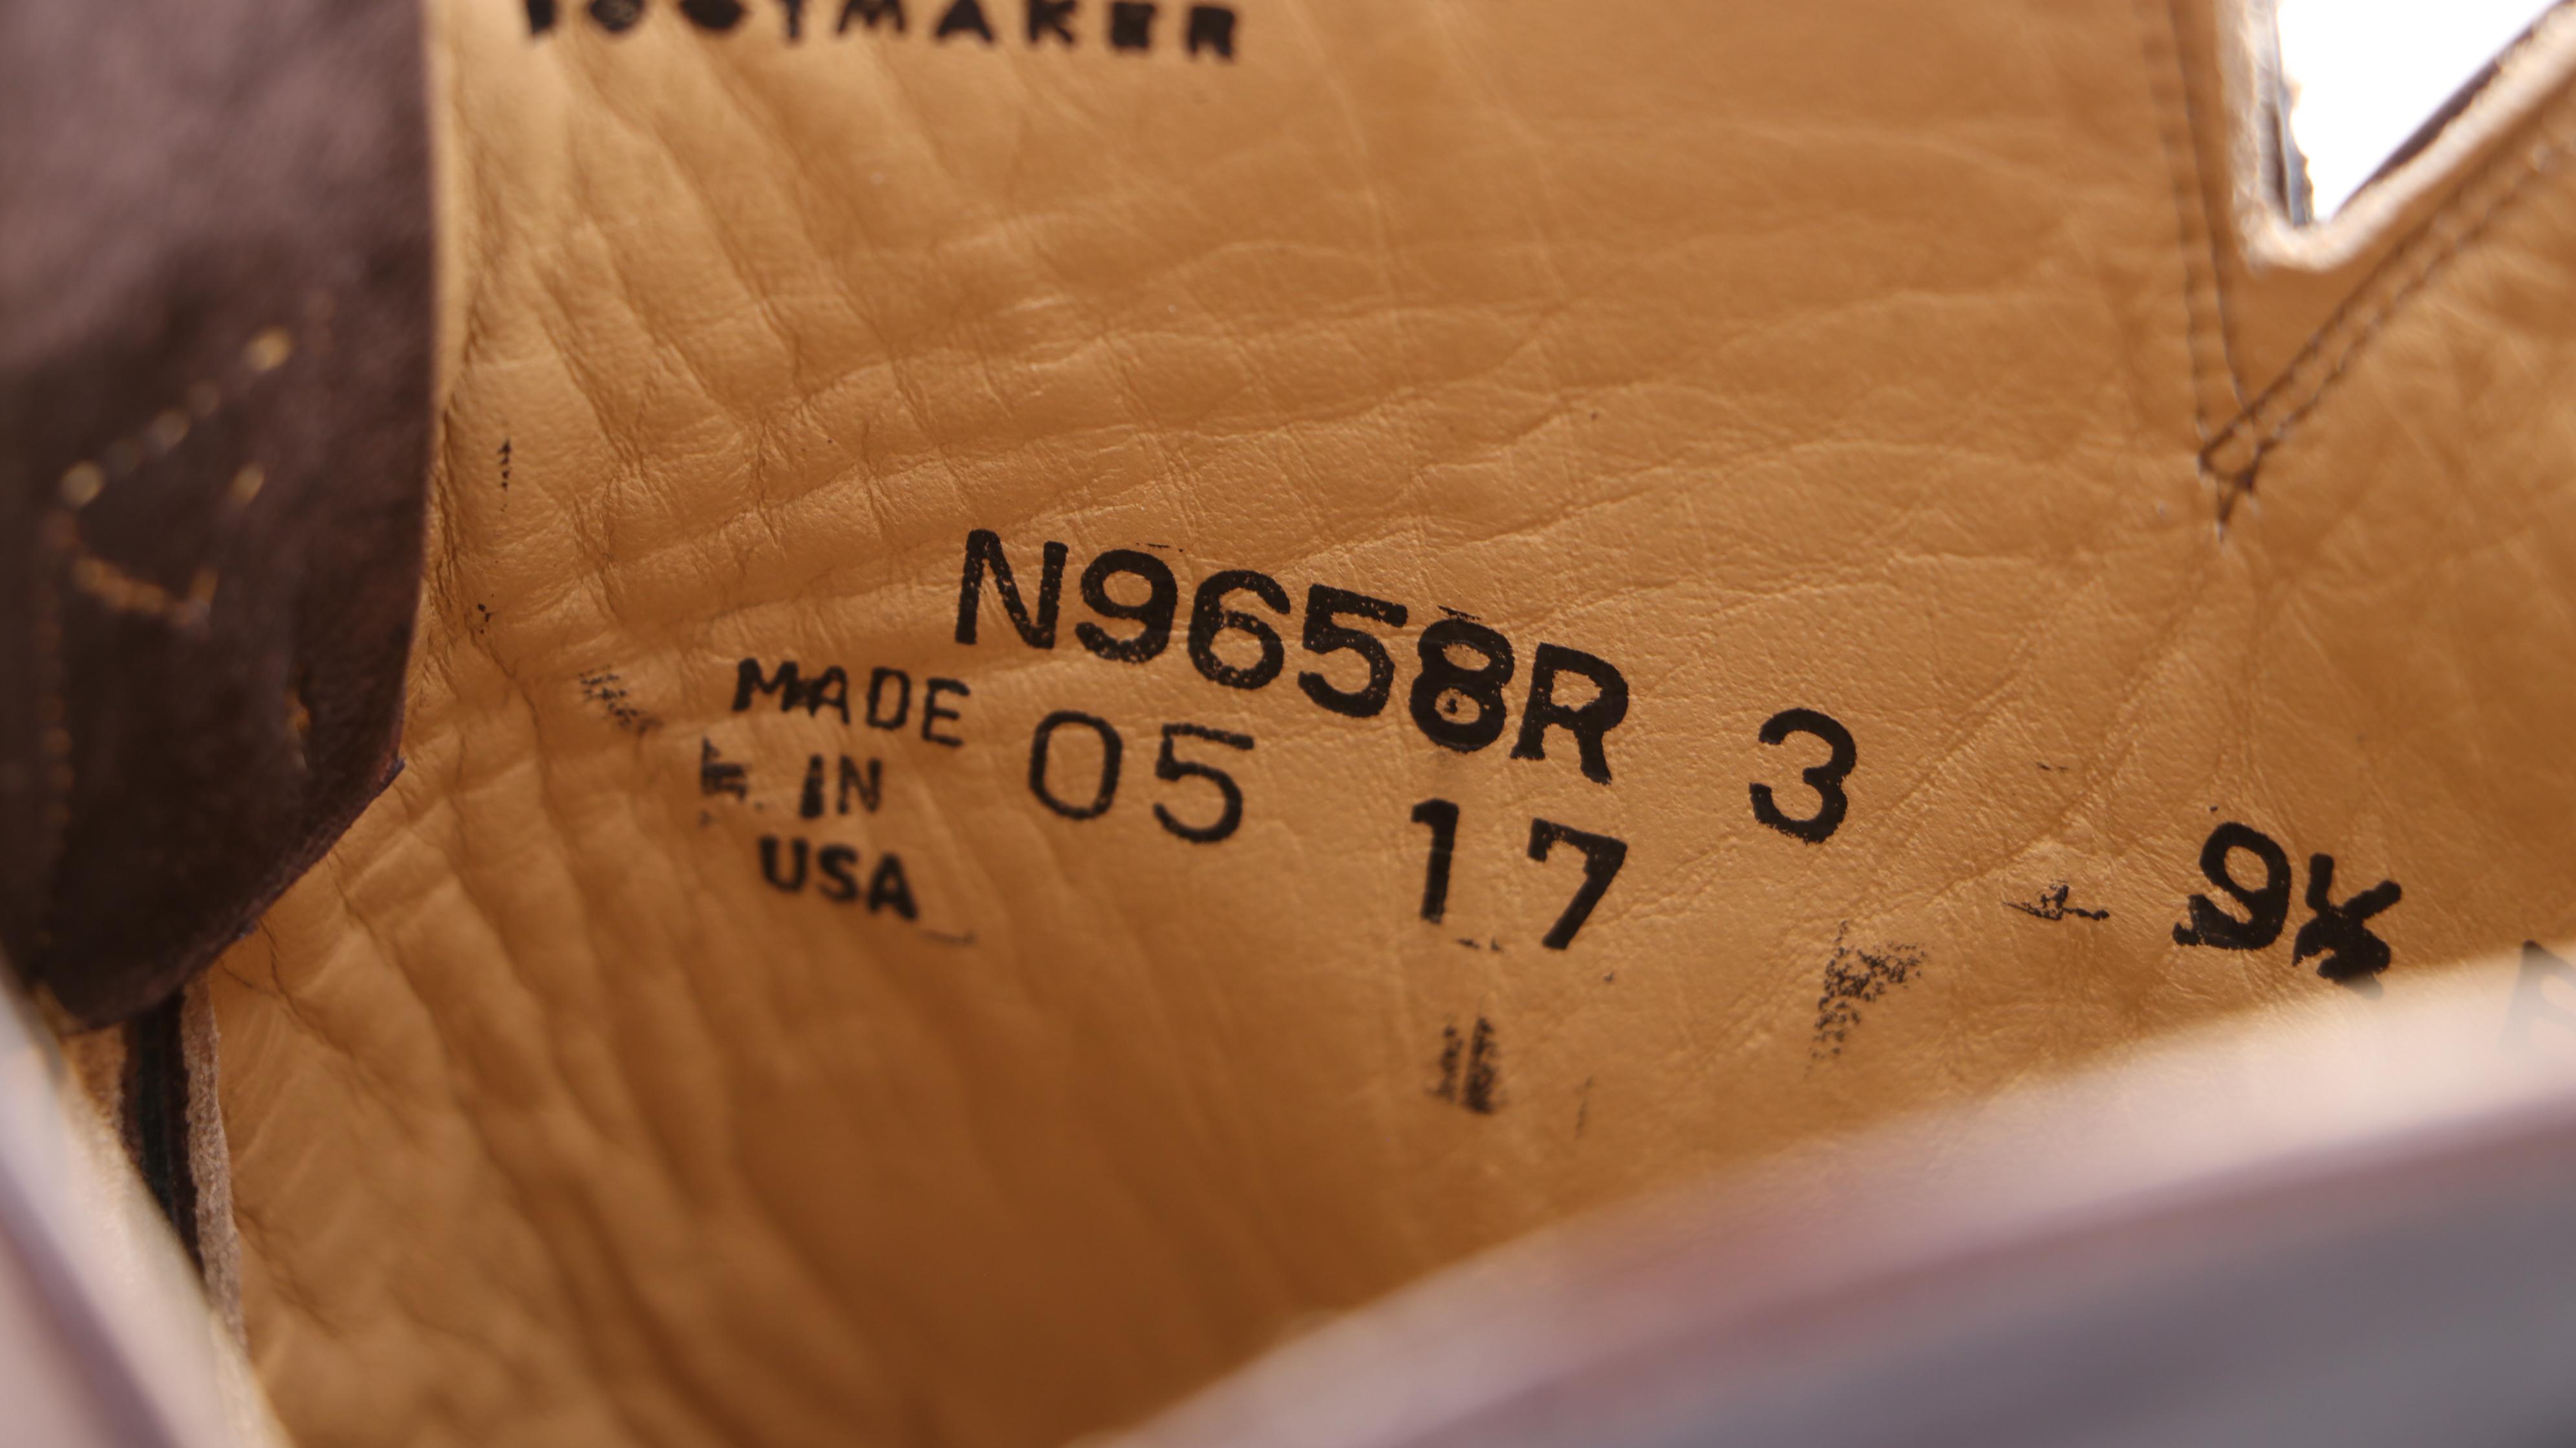 BOOTMAKER
N9658R 3
MADE 05 17 9½
IN
USA